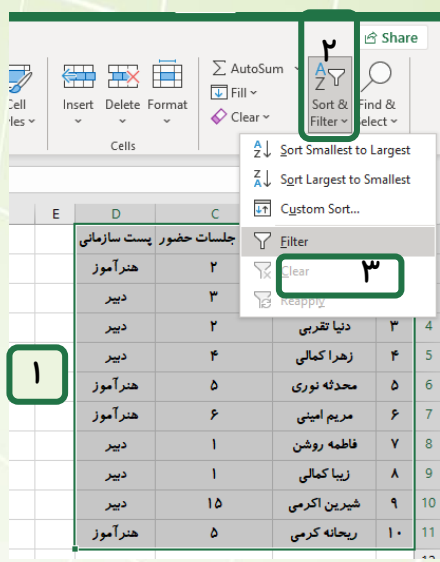 ۲
Share
Cell
Styles
Insert
Delete
Format
Cells
AutoSum
Fill
Clear
Sort &
Filter
Find &
Select
Sort Smallest to Largest
Sort Largest to Smallest
Custom Sort...
Filter
Clear
۳
Reapply
E D C
جلسات حضور پست سازمانی
۲ هنرآموز
۳ دبیر
4 ۳ دنیا تقربی ۲ دبیر
5 ۴ زهرا کمالی ۴ دبیر
۱
6 ۵ محدثه نوری ۵ هنرآموز
7 ۶ مریم امینی ۶ هنرآموز
8 ۷ فاطمه روشن ۱ دبیر
9 ۸ زیبا کمالی ۱ دبیر
10 ۹ شیرین اکرمی ۱۵ دبیر
11 ۱۰ ریحانه کرمی ۵ هنرآموز